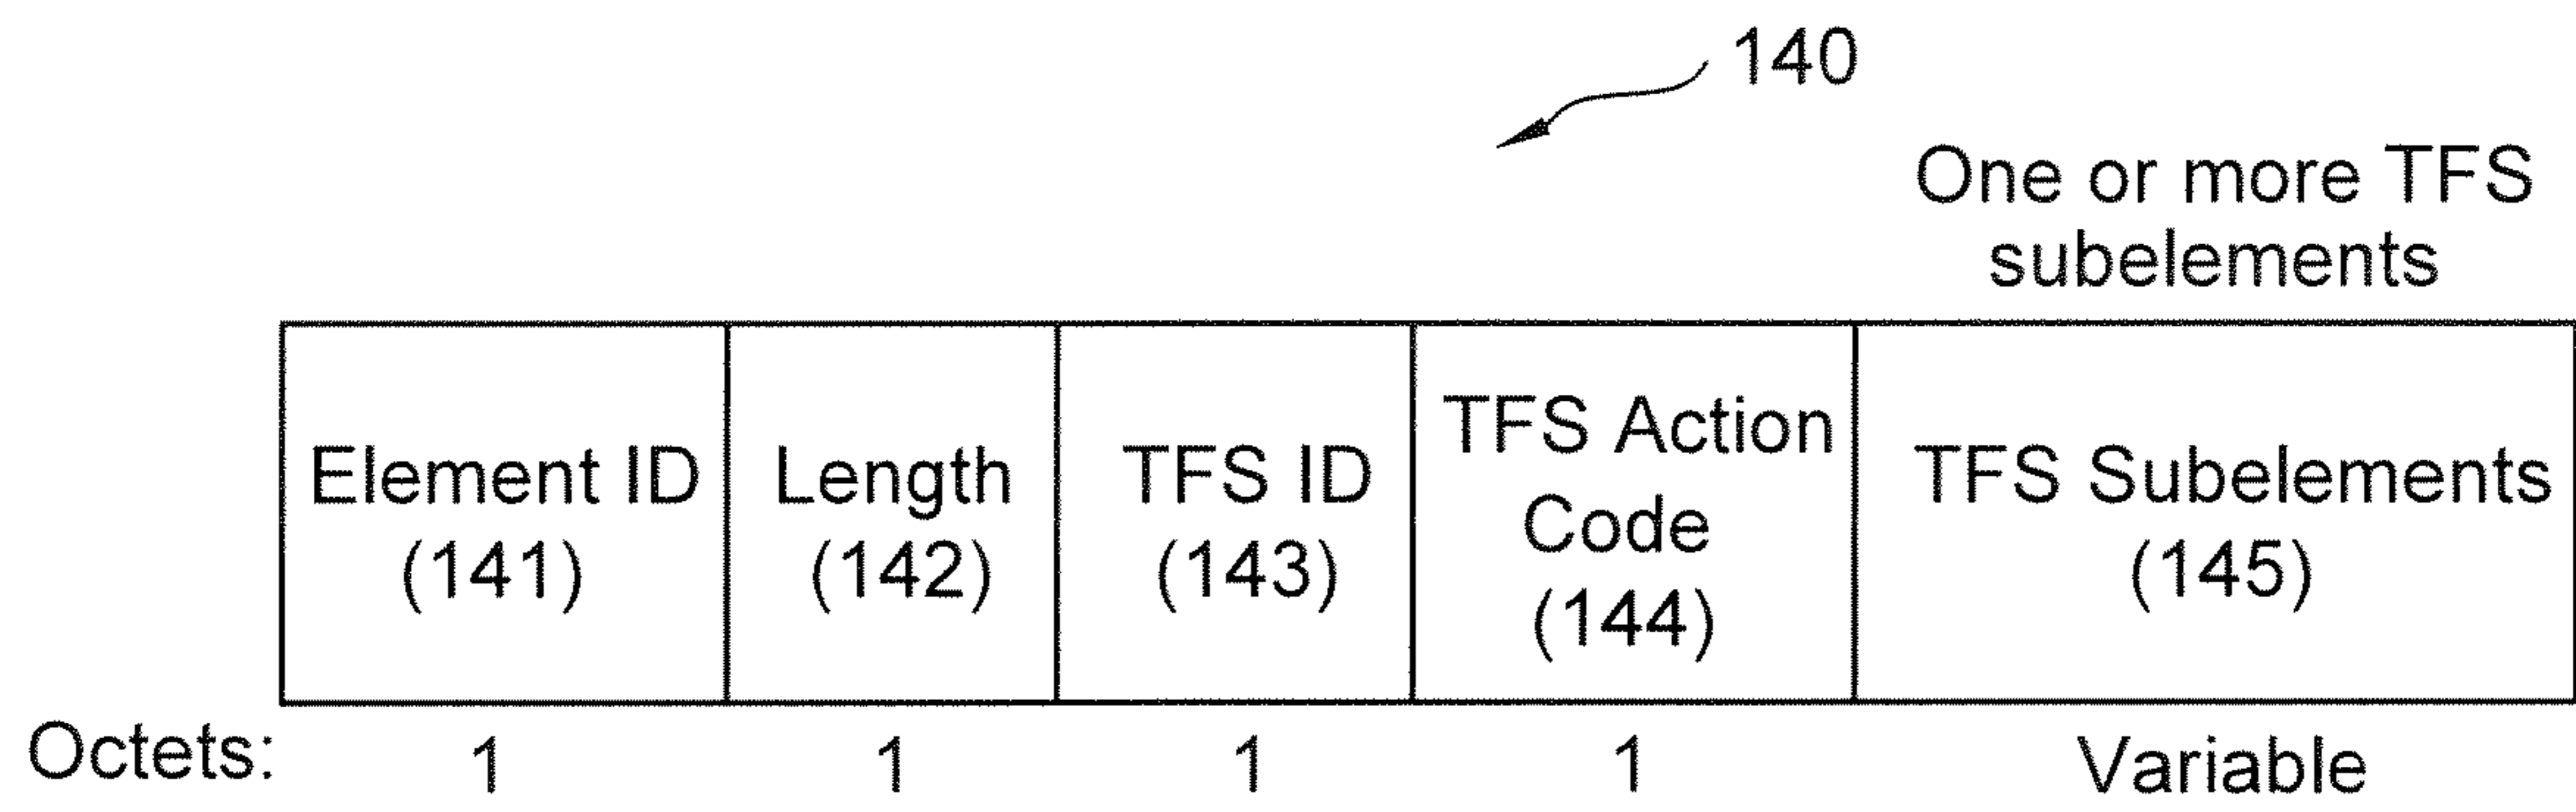 140
One or more TFS
subelements
Element ID
(141)
Length
(142)
TFS ID
(143)
TFS Action
Code
(144)
TFS Subelements
(145)
Octets: 1 1 1 1 Variable